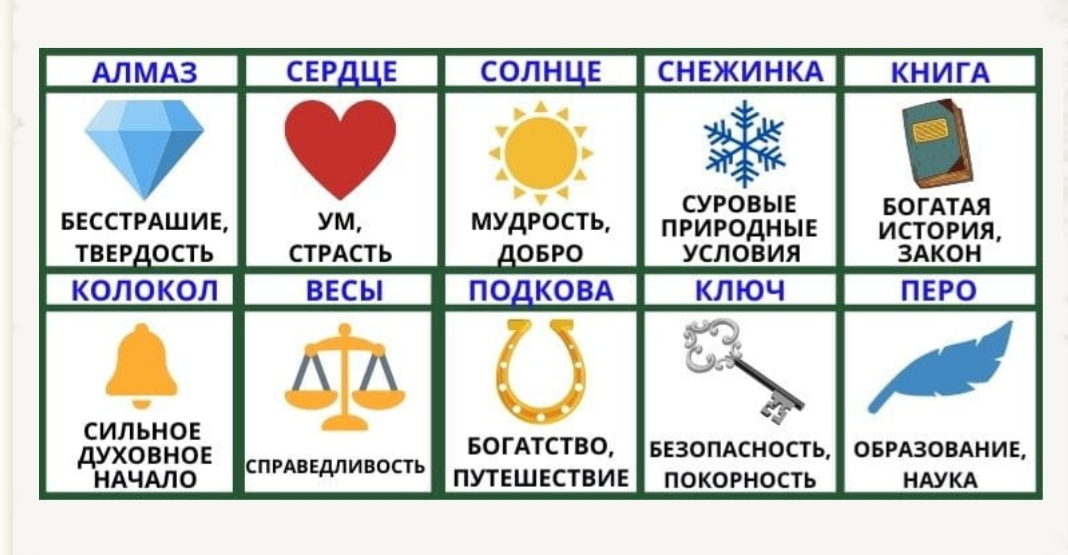 АЛМАЗ
СЕРДЦЕ
СОЛНЦЕ
СНЕЖИНКА
КНИГА
БЕССТРАШИЕ,
ТВЕРДОСТЬ
УМ,
СТРАСТЬ
МУДРОСТЬ,
ДОБРО
СУРОВЫЕ
ПРИРОДНЫЕ
УСЛОВИЯ
БОГАТАЯ
ИСТОРИЯ,
ЗАКОН
КОЛОКОЛ
ВЕСЫ
ПОДКОВА
КЛЮЧ
ПЕРО
СИЛЬНОЕ
ДУХОВНОЕ
НАЧАЛО
СПРАВЕДЛИВОСТЬ
БОГАТСТВО,
ПУТЕШЕСТВИЕ
БЕЗОПАСНОСТЬ,
ПОКОРНОСТЬ
ОБРАЗОВАНИЕ,
НАУКА